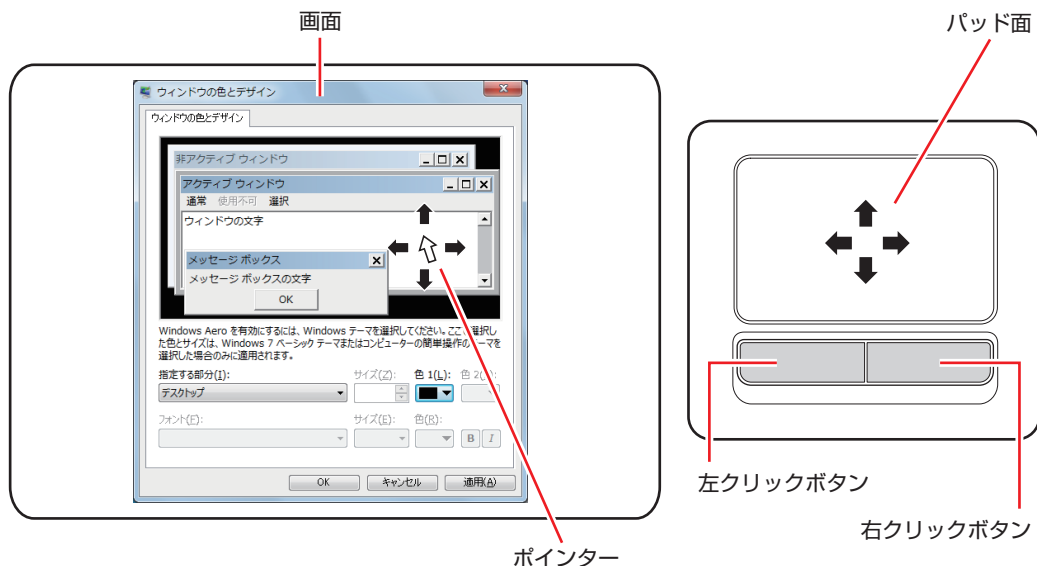 画面
パッド面
ウィンドウの色とデザイン
ウィンドウの色とデザイン
非アクティブ ウィンドウ
アクティブ ウィンドウ
通常 使用不可 選択
ウィンドウの文字
メッセージ ボックス
メッセージ ボックスの文字
OK
Windows Aero を有効にするには、Windows テーマを選択してください。ここで選択し
た色とサイズは、Windows 7 ベーシック テーマまたはコンピューターの簡単操作のテーマを
選択した場合のみに適用されます。
指定する部分(I): サイズ(Z): 色 1(L): 色 2(
デスクトップ
フォント(F): サイズ(E): 色(R):
B I
OK キャンセル 適用(A)
左クリックボタン
右クリックボタン
ポインター